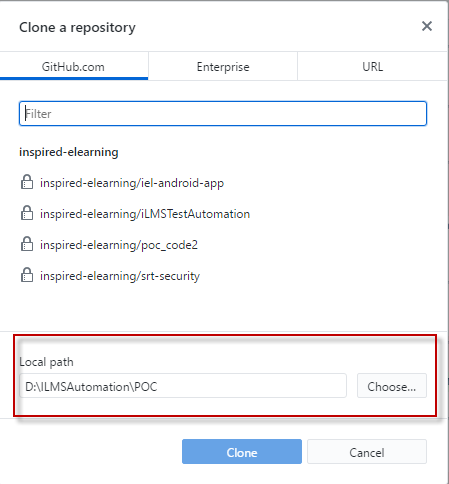 Clone a repository
GitHub.com Enterprise URL
Filter
inspired-elearning
inspired-elearning/iel-android-app
inspired-elearning/iLMSTestAutomation
inspired-elearning/poc_code2
inspired-elearning/srt-security
Local path
D:\ILMSAutomation\POC Choose...
Clone Cancel